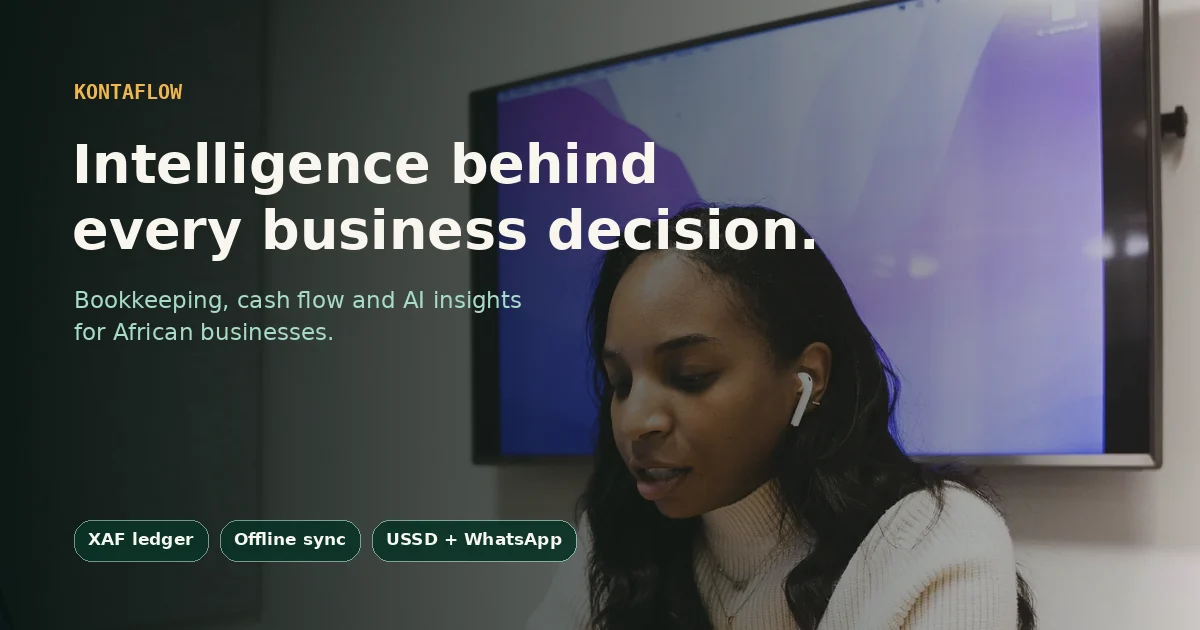 KONTAFLOW
Intelligence behind
every business decision.
Bookkeeping, cash flow and AI insights
for African businesses.
XAF ledger
Offline sync
USSD + WhatsApp